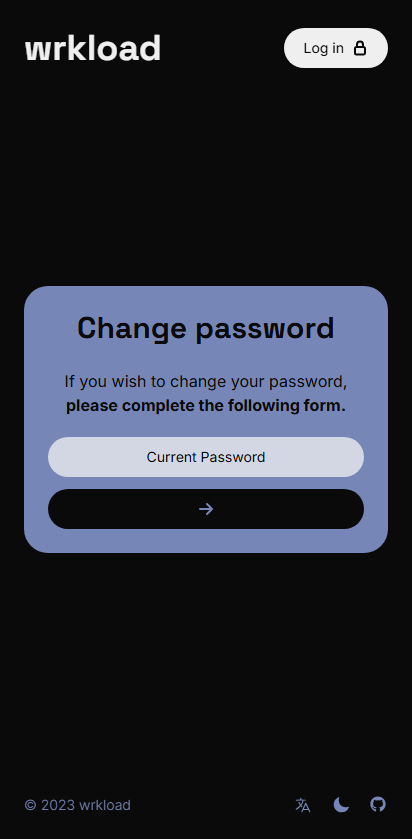 wrkload
Log in
Change password
If you wish to change your password,
please complete the following form.
Current Password
© 2023 wrkload